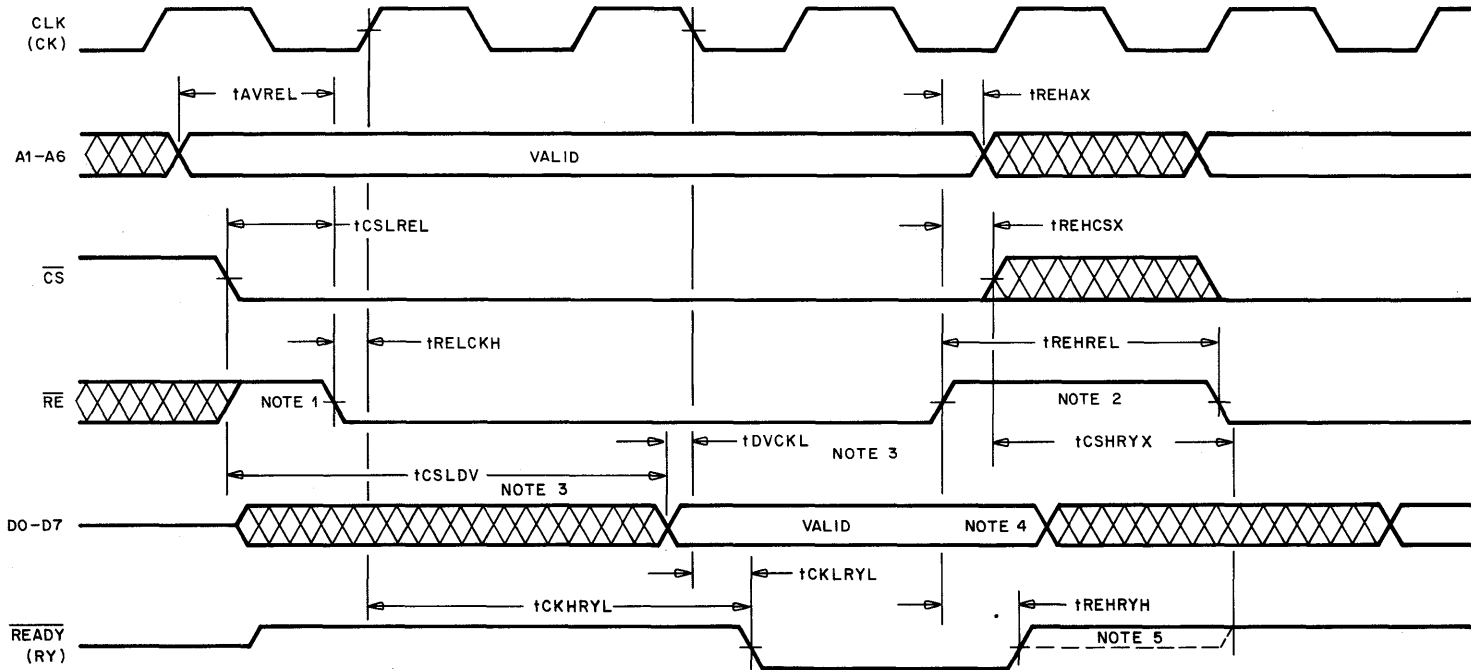 CLK
(CK)
tAVREL
tREHAX
A1-A6
VALID
tCSLREL
tREHCSX
CS
tRELCKH
tREHREL
RE
NOTE 1
NOTE 2
tDVCKL
NOTE 3
tCSHRYX
tCSLDV
NOTE 3
DO-D7
VALID
NOTE 4
tCKLRYL
tCKHRYL
tREHRYH
READY
(RY)
NOTE 5